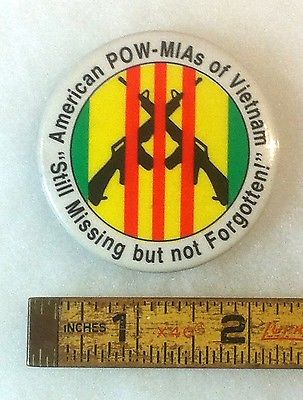 American POW-MIAs of Vietnam
"Still Missing but not Forgotten!"
INCHES 1 2